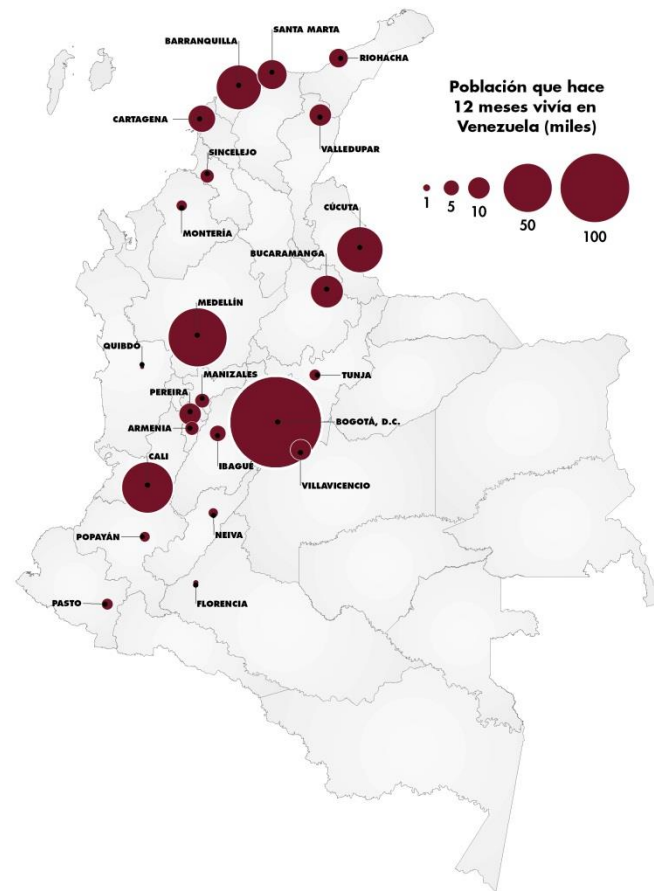 SANTA MARTA
BARRANQUILLA
RIOHACHA
Población que hace
12 meses vivía en
Venezuela (miles)
CARTAGENA
VALLEDUPAR
SINCELEJO
1
5
10
50
100
CÚCUTA
MONTERÍA
BUCARAMANGA
MEDELLÍN
QUIBDÓ
MANIZALES
TUNJA
PEREIRA
BOGOTÁ, D.C.
ARMENIA
IBAGUÉ
CALI
VILLAVICENCIO
POPAYÁN
NEIVA
PASTO
FLORENCIA